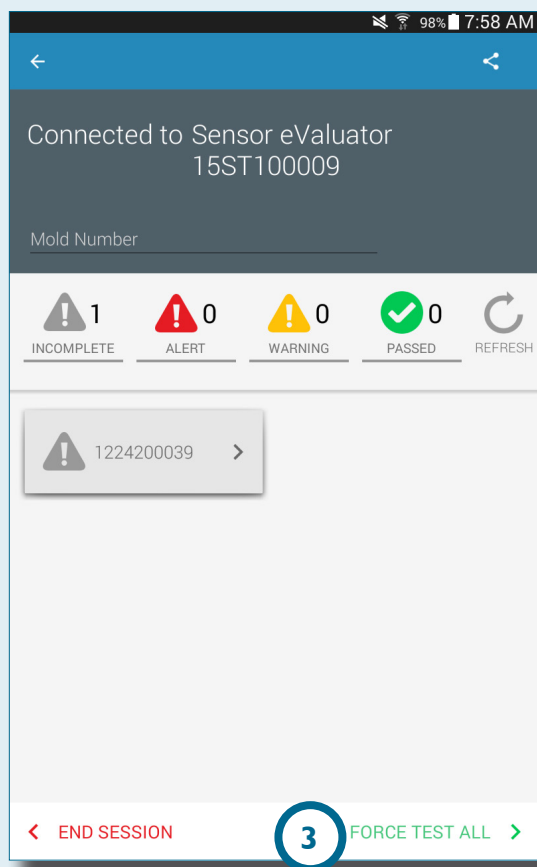 98% 7:58 AM
Connected to Sensor eValuator
15ST100009
Mold Number
1 0 0 0
INCOMPLETE ALERT WARNING PASSED REFRESH
1224200039
END SESSION 3 FORCE TEST ALL